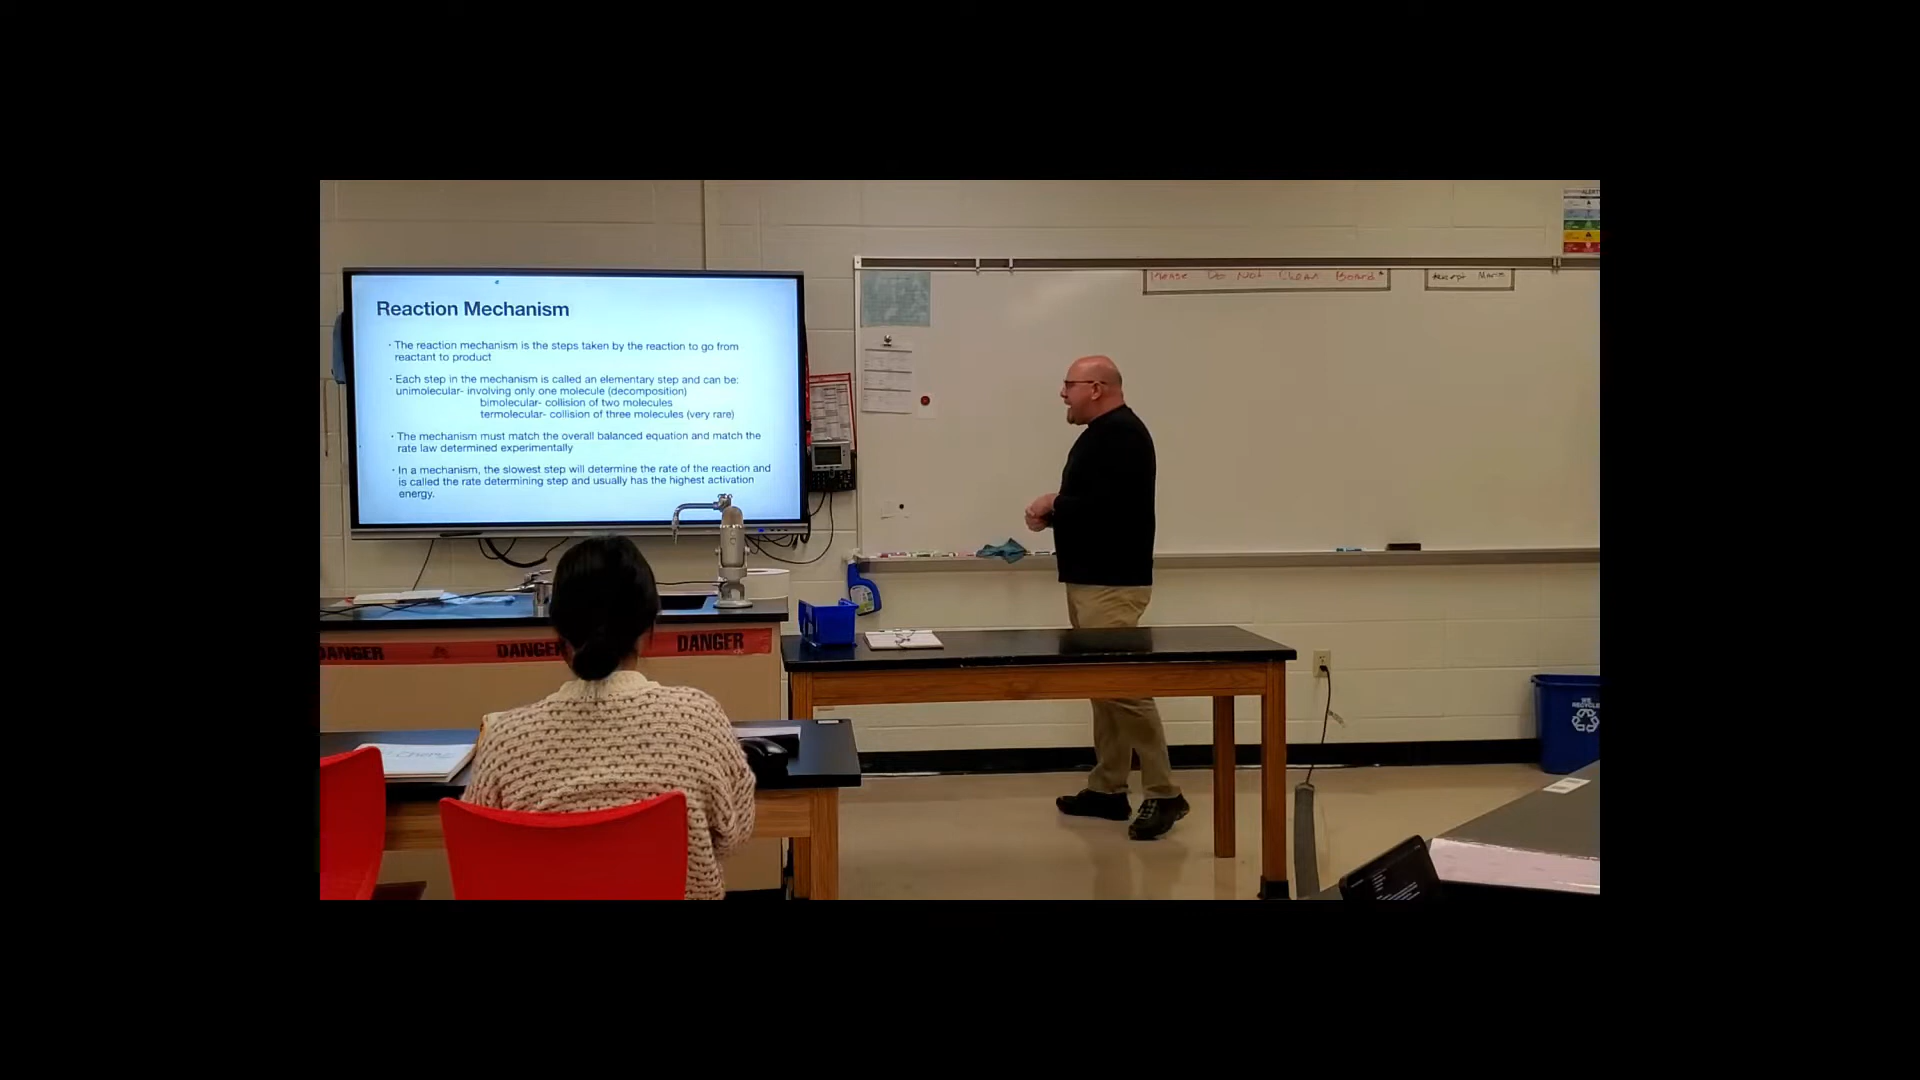 Reaction Mechanism
· The reaction mechanism is the steps taken by the reaction to go from
reactant to product
· Each step in the mechanism is called an elementary step and can be:
unimolecular- involving only one molecule (decomposition)
bimolecular- collision of two molecules
termolecular- collision of three molecules (very rare)
· The mechanism must match the overall balanced equation and match the
rate law determined experimentally
· In a mechanism, the slowest step will determine the rate of the reaction and
is called the rate determining step and usually has the highest activation
energy.
PLEASE DO NOT CLEAN BOARD
DANGER
DANGER
DANGER
WE
RECYCLE